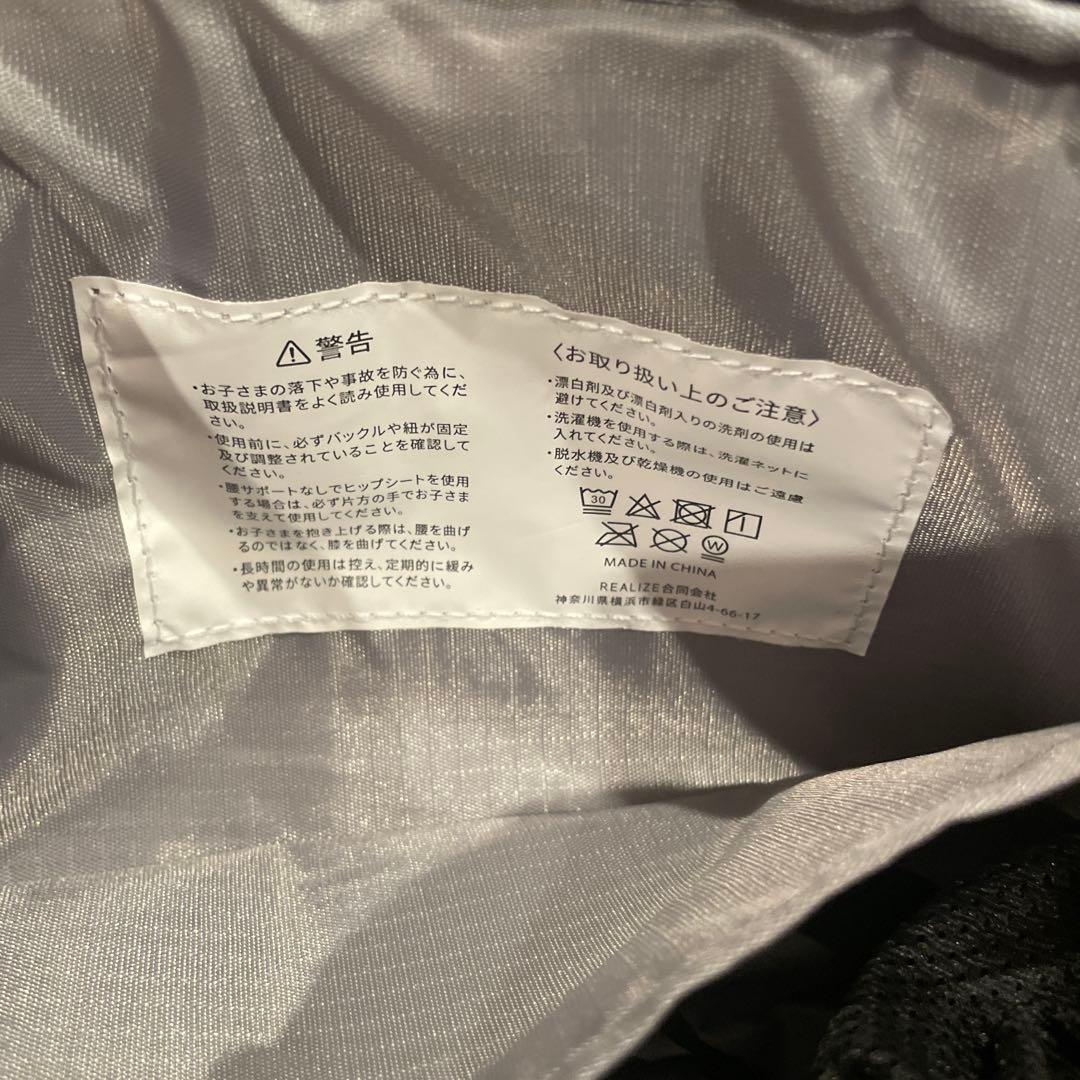 ⚠警告
・お子さまの落下や事故を防ぐ為に、
取扱説明書をよく読み使用してくだ
さい。
・使用前に、必ずバックルや紐が固定
及び調整されていることを確認して
ください。
・腰サポートなしでヒップシートを使用
する場合は、必ず片方の手でお子さま
を支えて使用してください。
・お子さまを抱き上げる際は、腰を曲げ
るのではなく、膝を曲げてください。
・長時間の使用は控え、定期的に緩み
や異常がないか確認してください。
〈お取り扱い上のご注意〉
・漂白剤及び漂白剤入りの洗剤の使用は
避けてください。
・洗濯機を使用する際は、洗濯ネットに
入れてください。
・脱水機及び乾燥機の使用はご遠慮
ください。
30
W
MADE IN CHINA
REALIZE合同会社
神奈川県横浜市緑区白山4-66-17